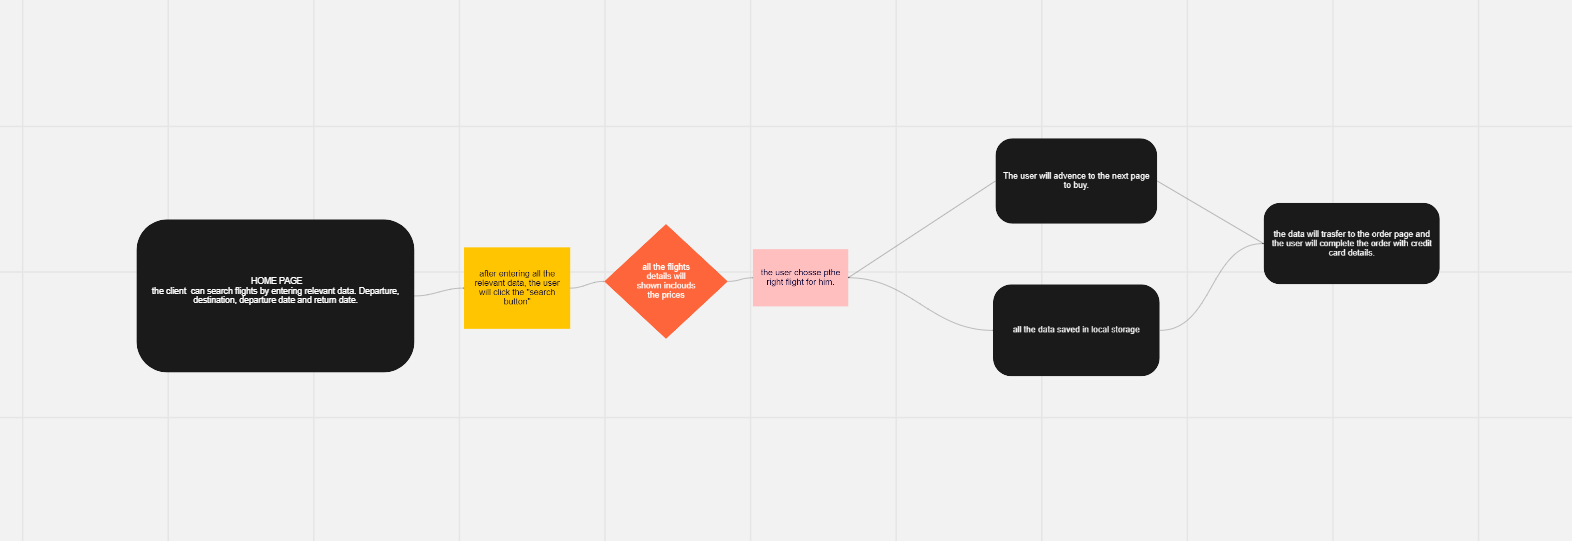 HOME PAGE
the client  can search flights by entering relevant data. Departure,
destination, departure date and return date.
after entering all the
relevant data, the user
will click the "search
button"
all the flights
details will
shown inclouds
the prices
the user chosse pthe
right flight for him.
The user will advence to the next page
to buy.
all the data saved in local storage
the data will trasfer to the order page and
the user will complete the order with credit
card details.